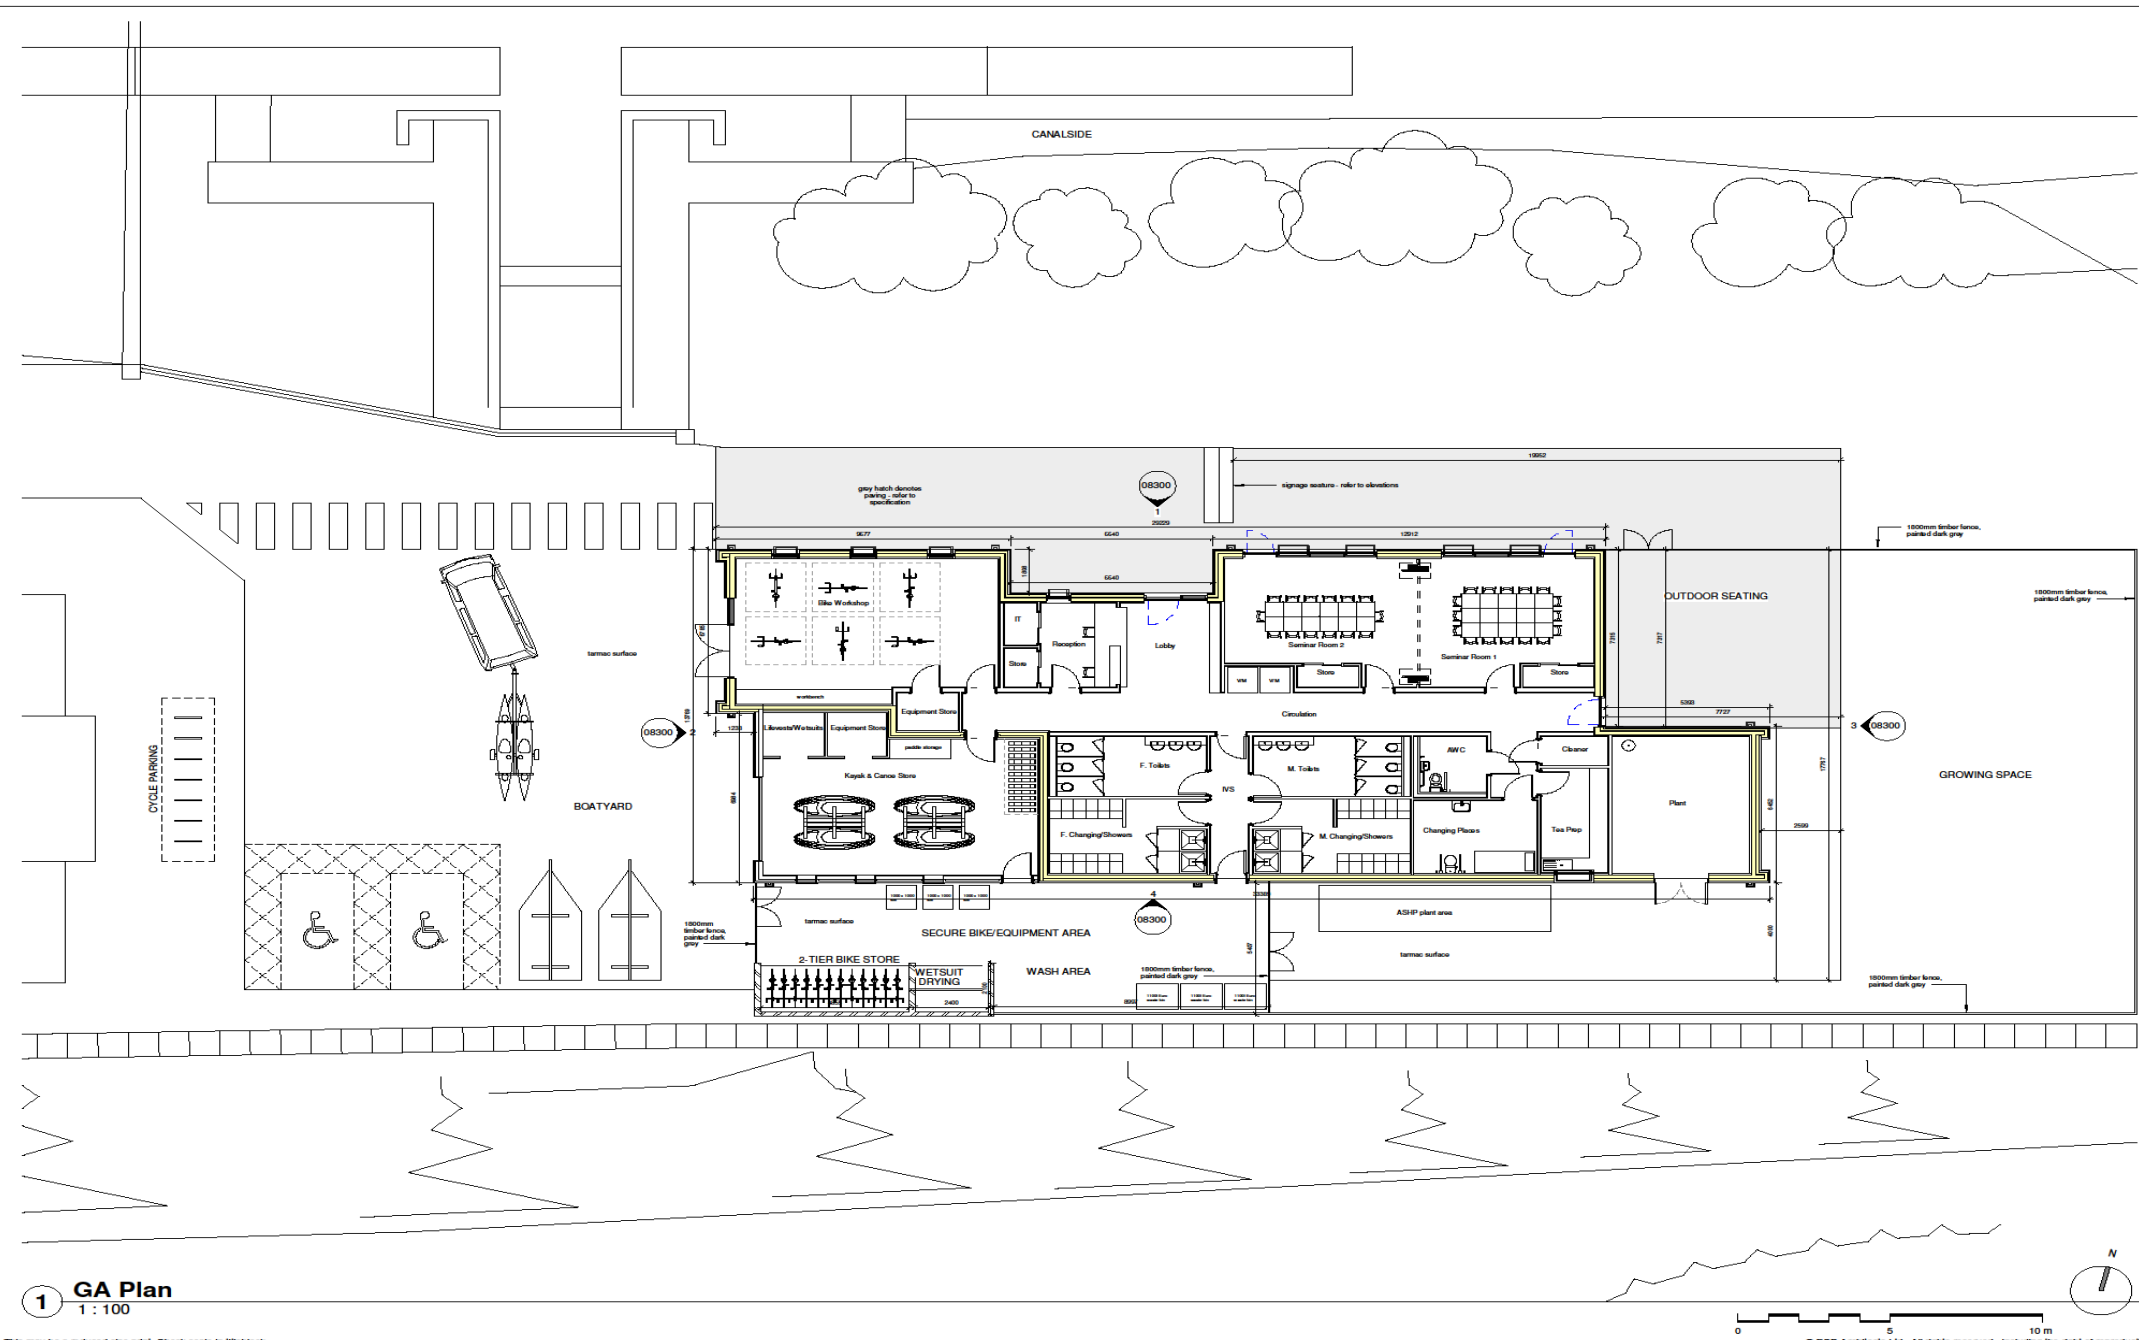 CANALSIDE
19952
grey hatch denotes
paving - refer to
specification
08300
1
signage feature - refer to elevations
29229
9677
6640
12912
1800mm timber fence,
painted dark grey
6640
OUTDOOR SEATING
1800mm timber fence,
painted dark grey
Bike Workshop
IT
Reception
Lobby
Seminar Room 2
Seminar Room 1
7317
tarmac surface
Store
Store
Store
VM
VM
workbench
5393
7727
Equipment Store
Circulation
Lifevests/Wetsuits
Equipment Store
08300
2
3
08300
paddle storage
AWC
Cleaner
F. Toilets
M. Toilets
Kayak & Canoe Store
GROWING SPACE
CYCLE PARKING
IVS
BOATYARD
Plant
F. Changing/Showers
M. Changing/Showers
Changing Places
Tea Prep
2599
4
08300
ASHP plant area
1800mm
timber fence,
painted dark
grey
tarmac surface
SECURE BIKE/EQUIPMENT AREA
tarmac surface
2-TIER BIKE STORE
WETSUIT
DRYING
WASH AREA
1800mm timber fence,
painted dark grey
1800mm timber fence,
painted dark grey
2400
N
1
GA Plan
1 : 100
0
5
10 m